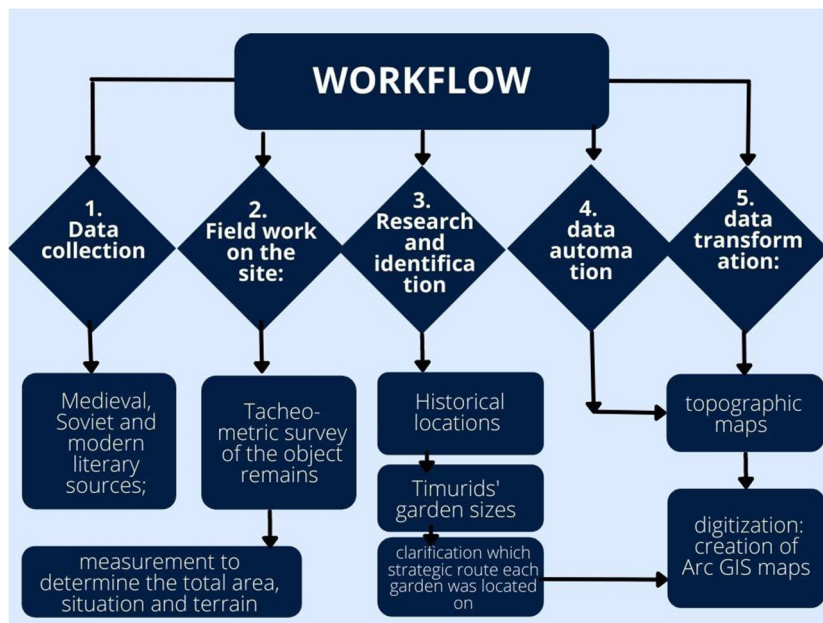 WORKFLOW
1.
Data
collection
2.
Field work
on the
site:
3.
Research
and
identifica
tion
4.
data
automa
tion
5.
data
transform
ation:
Medieval,
Soviet and
modern
literary
sources;
Tacheo-
metric survey
of the object
remains
measurement to
determine the total area,
situation and terrain
Historical
locations
Timurids'
garden sizes
clarification which
strategic route each
garden was located
on
topographic
maps
digitization:
creation of
Arc GIS maps